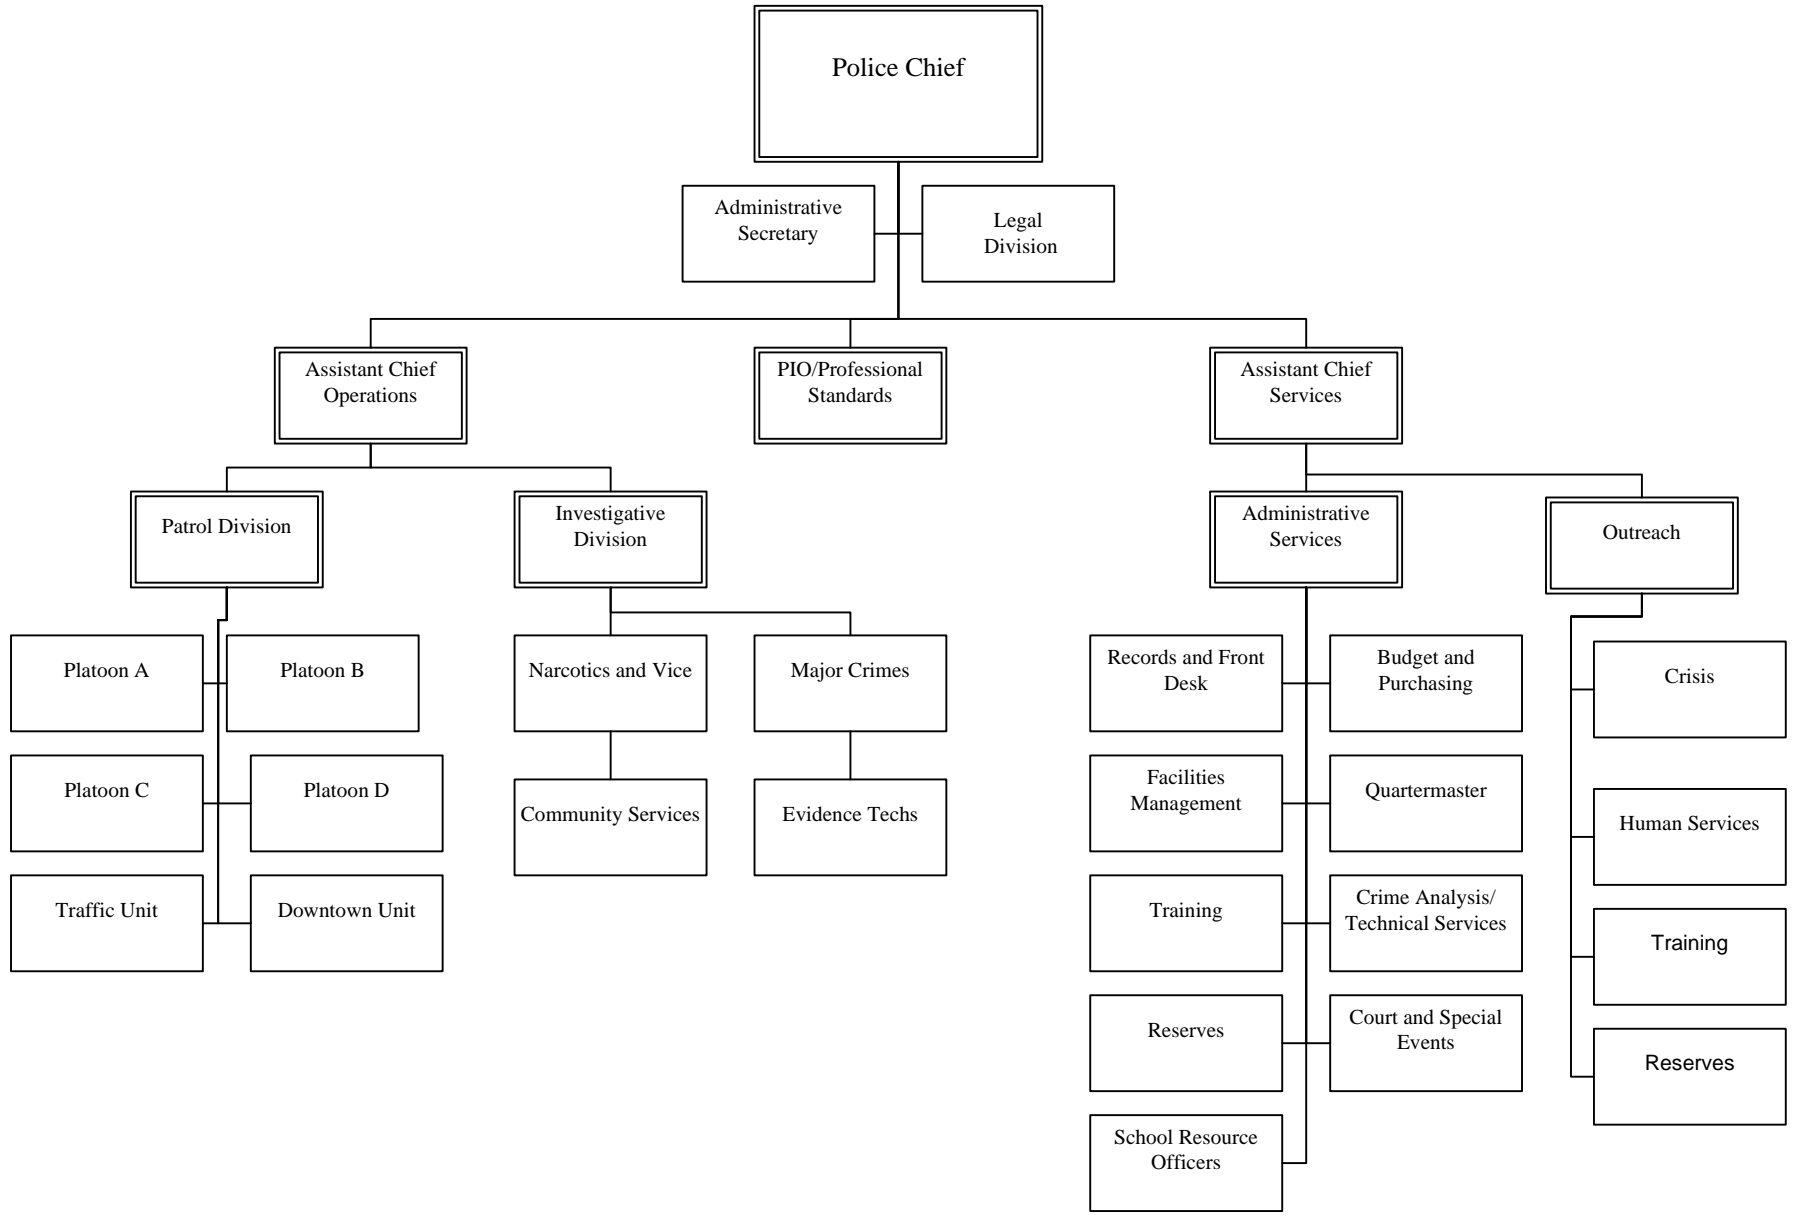 Police Chief
Administrative
Secretary
Legal
Division
Assistant Chief
Operations
PIO/Professional
Standards
Assistant Chief
Services
Patrol Division
Investigative
Division
Administrative
Services
Outreach
Platoon A
Platoon B
Narcotics and Vice
Major Crimes
Records and Front
Desk
Budget and
Purchasing
Crisis
Platoon C
Platoon D
Community Services
Evidence Techs
Facilities
Management
Quartermaster
Human Services
Traffic Unit
Downtown Unit
Training
Crime Analysis/
Technical Services
Training
Reserves
Court and Special
Events
Reserves
School Resource
Officers